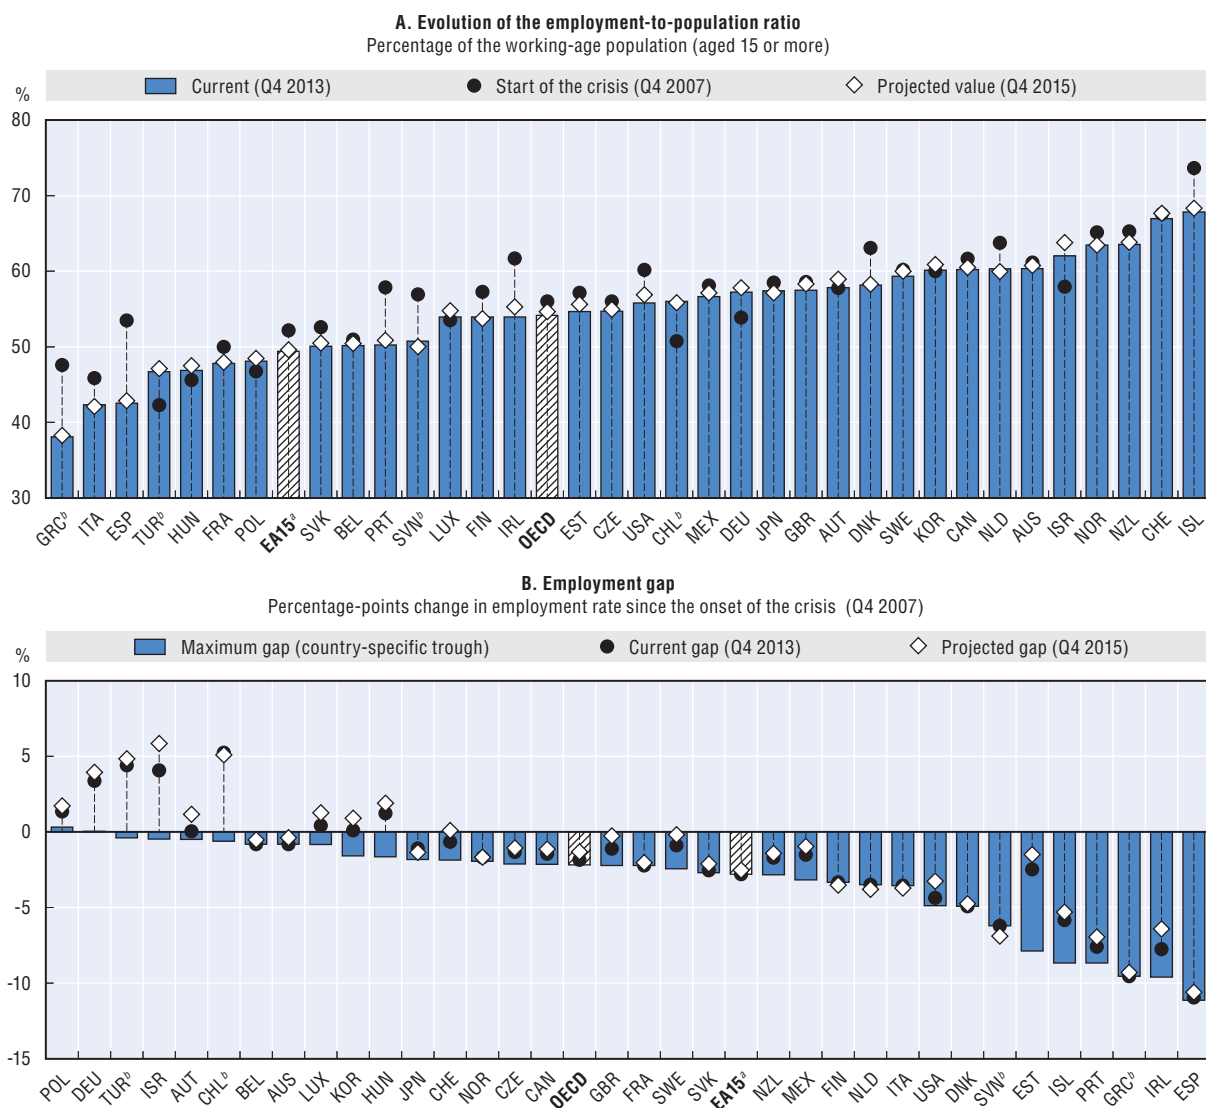 A. Evolution of the employment-to-population ratio
Percentage of the working-age population (aged 15 or more)
Current (Q4 2013) Start of the crisis (Q4 2007) Projected value (Q4 2015)
%
80
70
60
50
40
30
GRCᵇ ITA ESP TURᵇ HUN FRA POL EA15ᵃ SVK BEL PRT SVNᵇ LUX FIN IRL OECD EST CZE USA CHLᵇ MEX DEU JPN GBR AUT DNK SWE KOR CAN NLD AUS ISR NOR NZL CHE ISL
B. Employment gap
Percentage-points change in employment rate since the onset of the crisis (Q4 2007)
Maximum gap (country-specific trough) Current gap (Q4 2013) Projected gap (Q4 2015)
%
10
5
0
-5
-10
-15
POL DEU TURᵇ ISR AUT CHLᵇ BEL AUS LUX KOR HUN JPN CHE NOR CZE CAN OECD GBR FRA SWE SVK EA15ᵃ NZL MEX FIN NLD ITA USA DNK SVNᵇ EST ISL PRT GRCᵇ IRL ESP